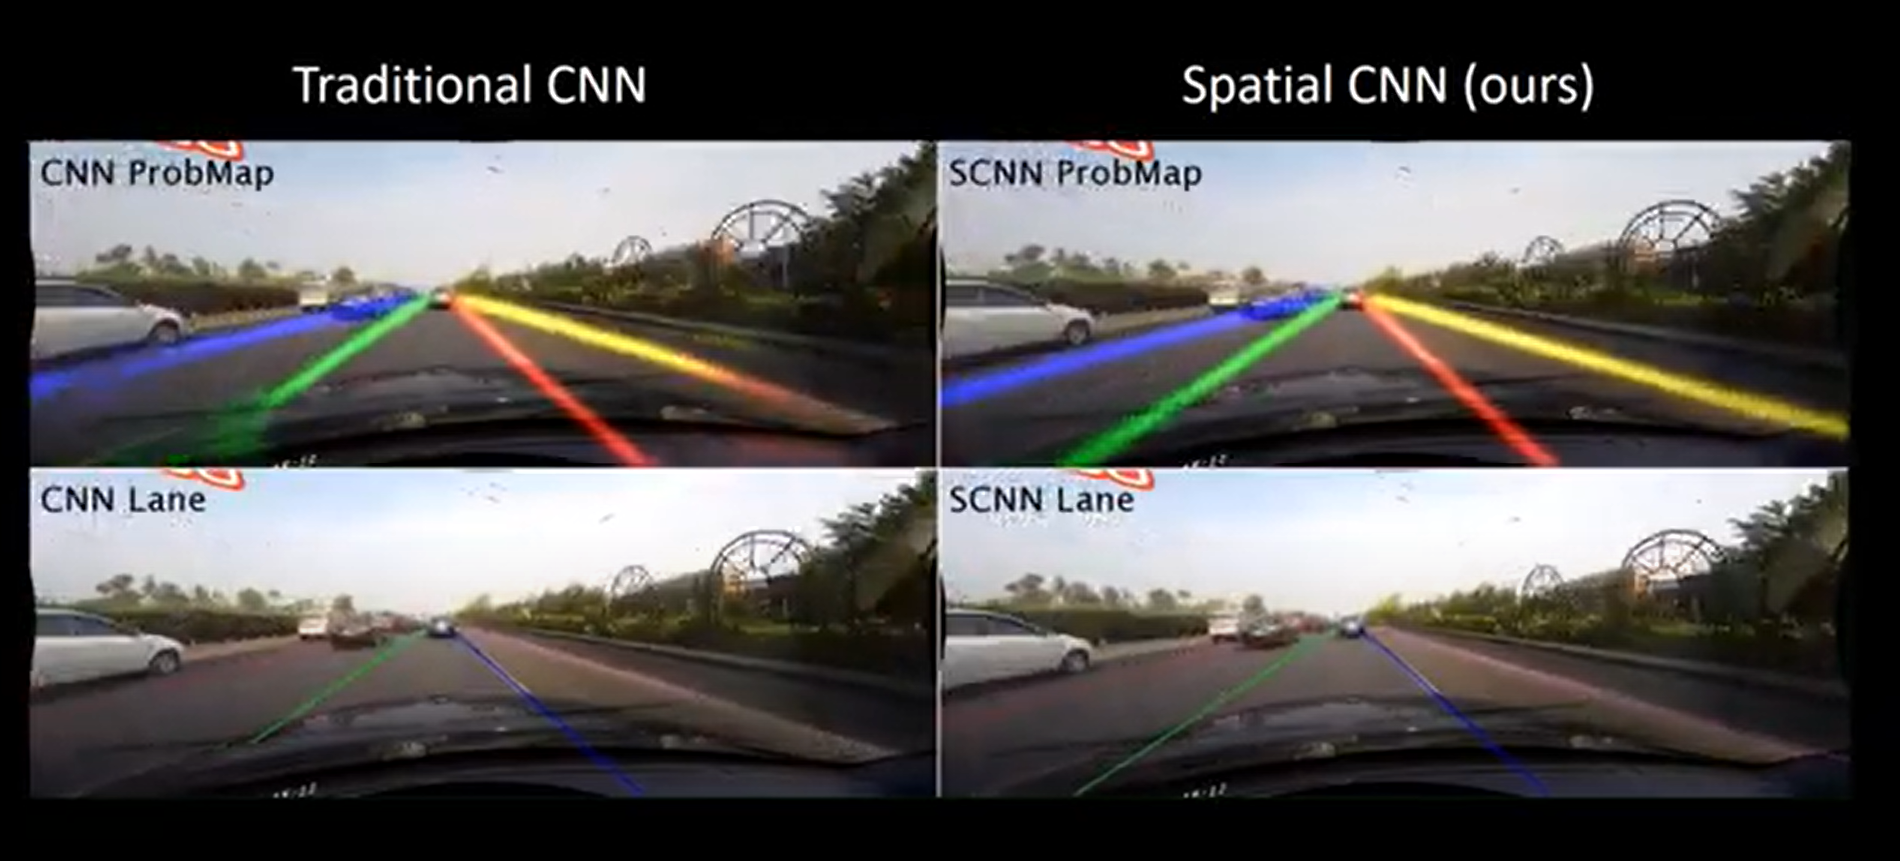 Traditional CNN
Spatial CNN (ours)
CNN ProbMap
SCNN ProbMap
CNN Lane
SCNN Lane